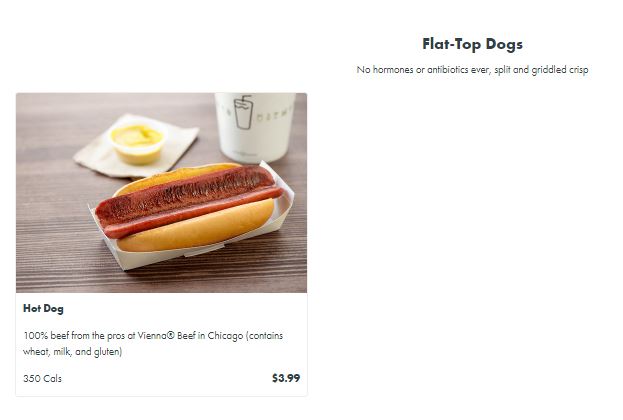 Flat-Top Dogs
No hormones or antibiotics ever, split and griddled crisp
Hot Dog
100% beef from the pros at Vienna® Beef in Chicago (contains
wheat, milk, and gluten)
350 Cals
$3.99